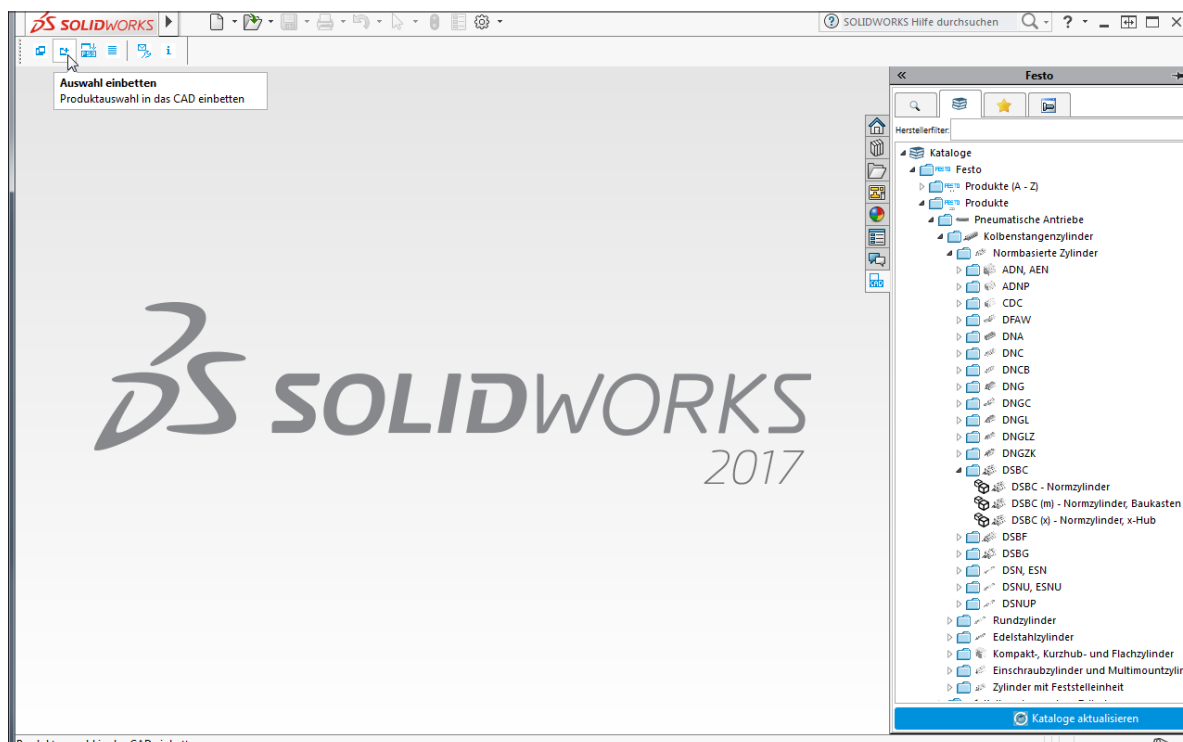 SOLIDWORKS
SOLIDWORKS Hilfe durchsuchen
Auswahl einbetten
Produktauswahl in das CAD einbetten
SOLIDWORKS
2017
Festo
Herstellerfilter:
Kataloge
Festo
Produkte (A - Z)
Produkte
Pneumatische Antriebe
Kolbenstangenzylinder
Normbasierte Zylinder
ADN, AEN
ADNP
CDC
DFAW
DNA
DNC
DNCB
DNG
DNGC
DNGL
DNGLZ
DNGZK
DSBC
DSBC - Normzylinder
DSBC (m) - Normzylinder, Baukasten
DSBC (x) - Normzylinder, x-Hub
DSBF
DSBG
DSN, ESN
DSNU, ESNU
DSNUP
Rundzylinder
Edelstahlzylinder
Kompakt-, Kurzhub- und Flachzylinder
Einschraubzylinder und Multimountzylin
Zylinder mit Feststelleinheit
Kataloge aktualisieren